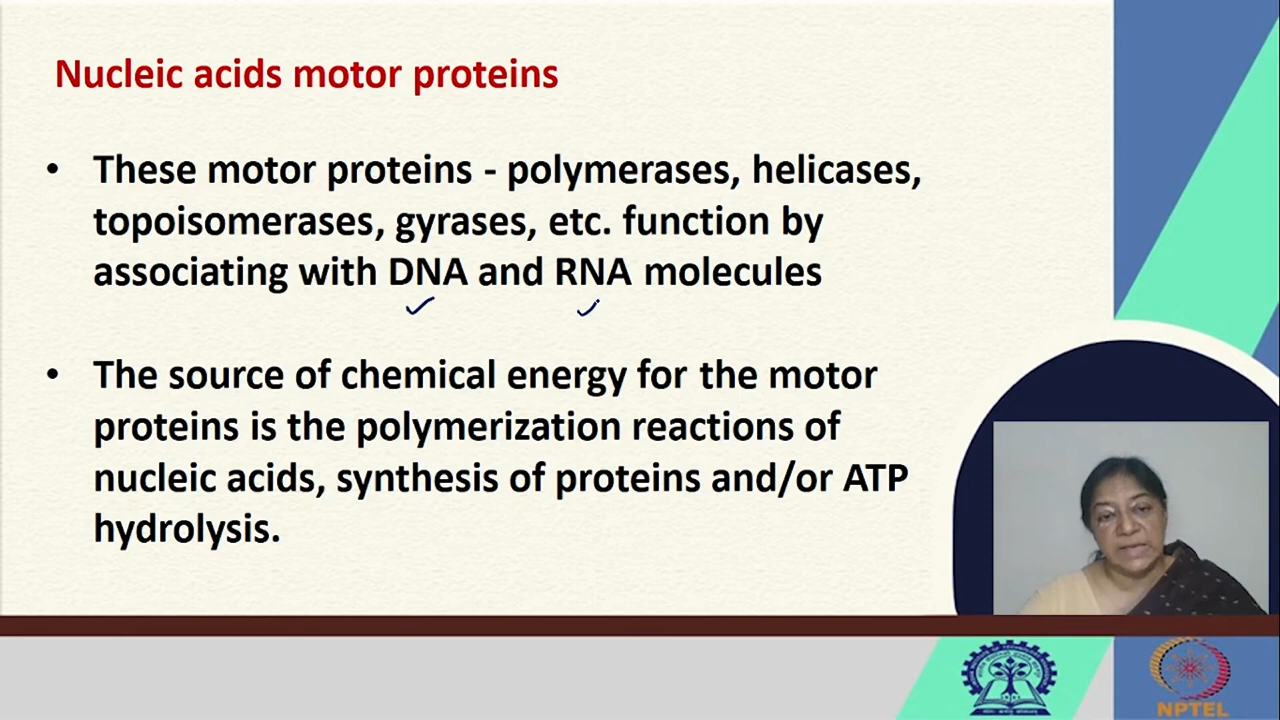 Nucleic acids motor proteins
• These motor proteins - polymerases, helicases,
topoisomerases, gyrases, etc. function by
associating with DNA and RNA molecules
• The source of chemical energy for the motor
proteins is the polymerization reactions of
nucleic acids, synthesis of proteins and/or ATP
hydrolysis.
NPTEL